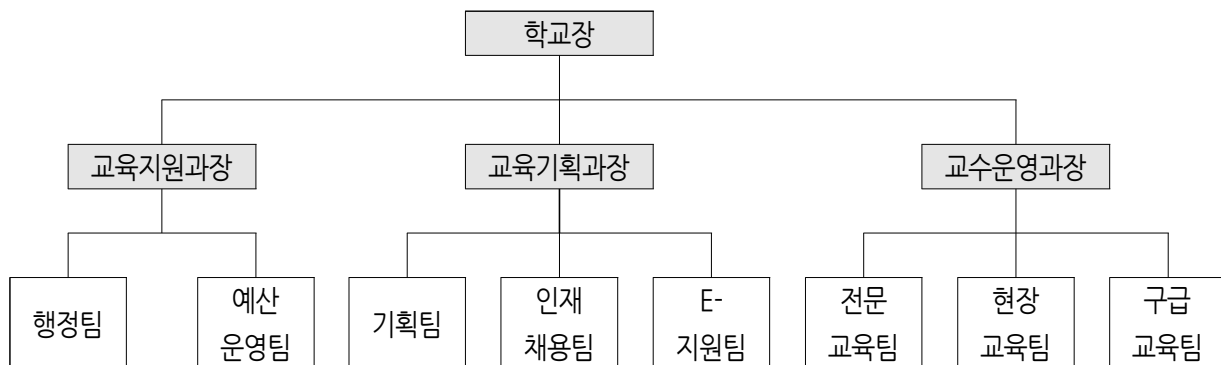 학교장
교육지원과장
교육기획과장
교수운영과장
행정팀
예산
운영팀
기획팀
인재
채용팀
E-
지원팀
전문
교육팀
현장
교육팀
구급
교육팀